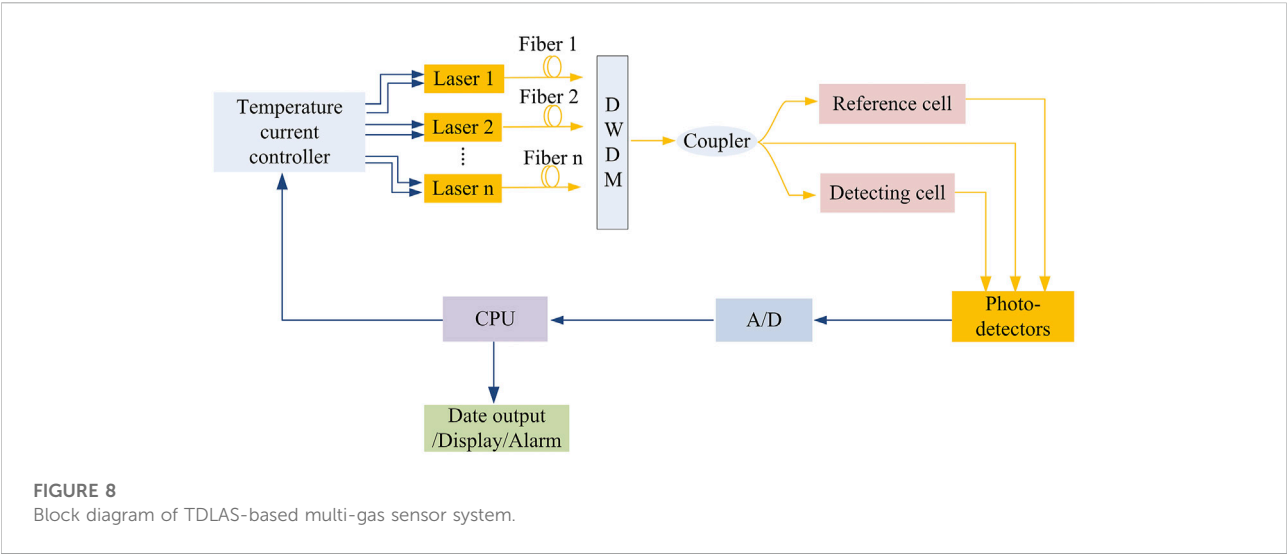 Temperature
current
controller
Laser 1
Laser 2
Laser n
Fiber 1
Fiber 2
Fiber n
D
W
D
M
Coupler
Reference cell
Detecting cell
Photo-
detectors
A/D
CPU
Date output
/Display/Alarm
FIGURE 8
Block diagram of TDLAS-based multi-gas sensor system.